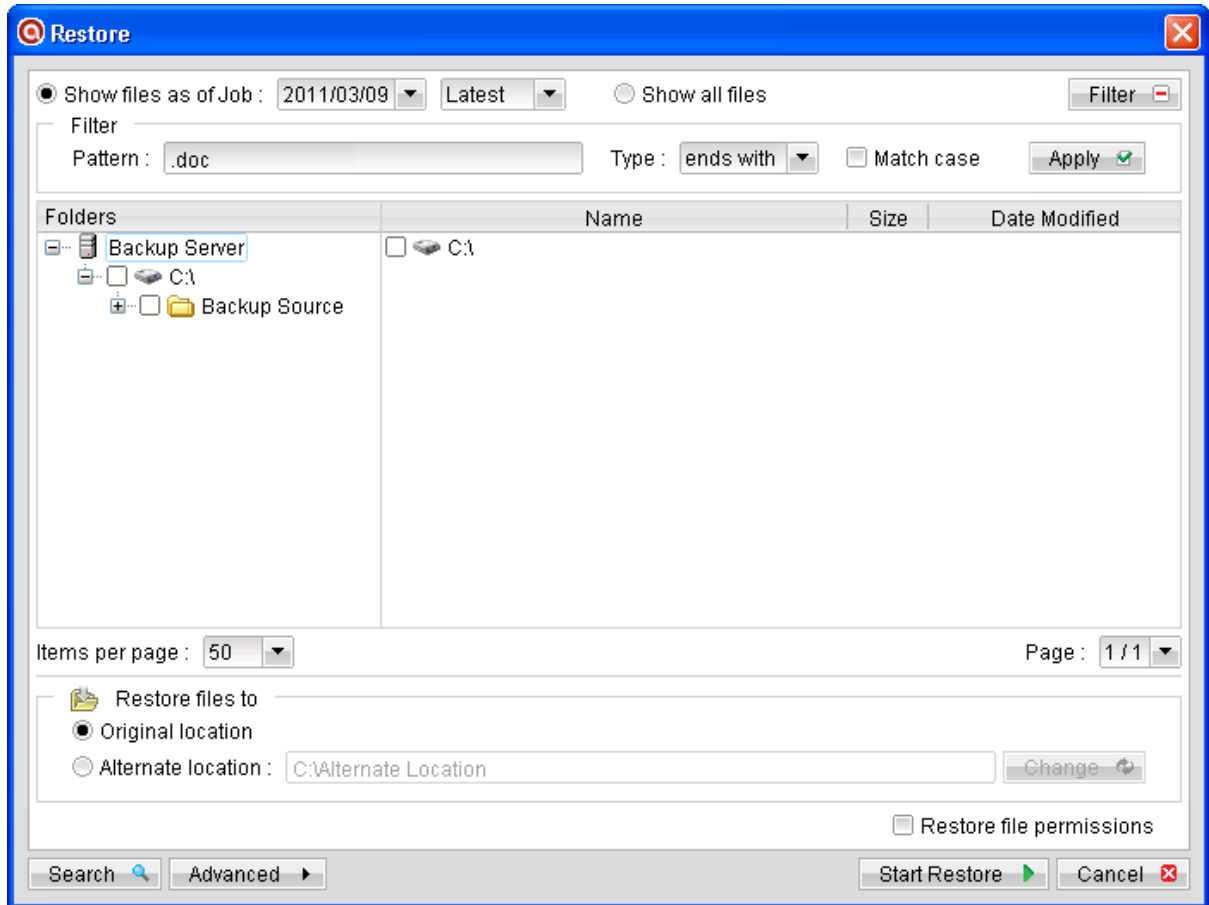 Restore
Show files as of Job : 2011/03/09 Latest Show all files Filter
Filter
Pattern : .doc Type : ends with Match case Apply
Folders Name Size Date Modified
Backup Server C:\
C:\
Backup Source
Items per page : 50 Page : 1 / 1
Restore files to
Original location
Alternate location : C:\Alternate Location Change
Restore file permissions
Search Advanced Start Restore Cancel